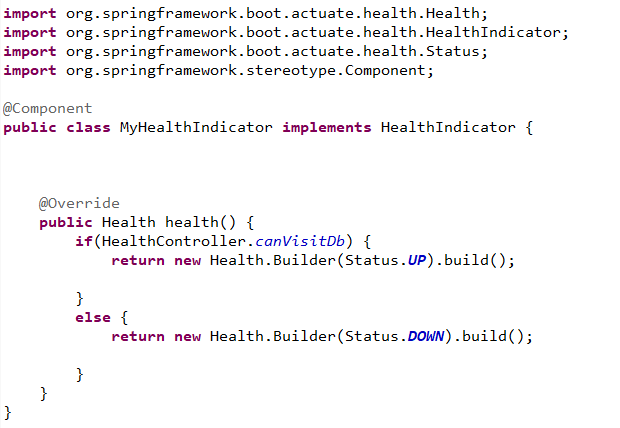 import org.springframework.boot.actuate.health.Health;
import org.springframework.boot.actuate.health.HealthIndicator;
import org.springframework.boot.actuate.health.Status;
import org.springframework.stereotype.Component;
@Component
public class MyHealthIndicator implements HealthIndicator {
@Override
public Health health() {
if(HealthController.canVisitDb) {
return new Health.Builder(Status.UP).build();
}
else {
return new Health.Builder(Status.DOWN).build();
}
}
}